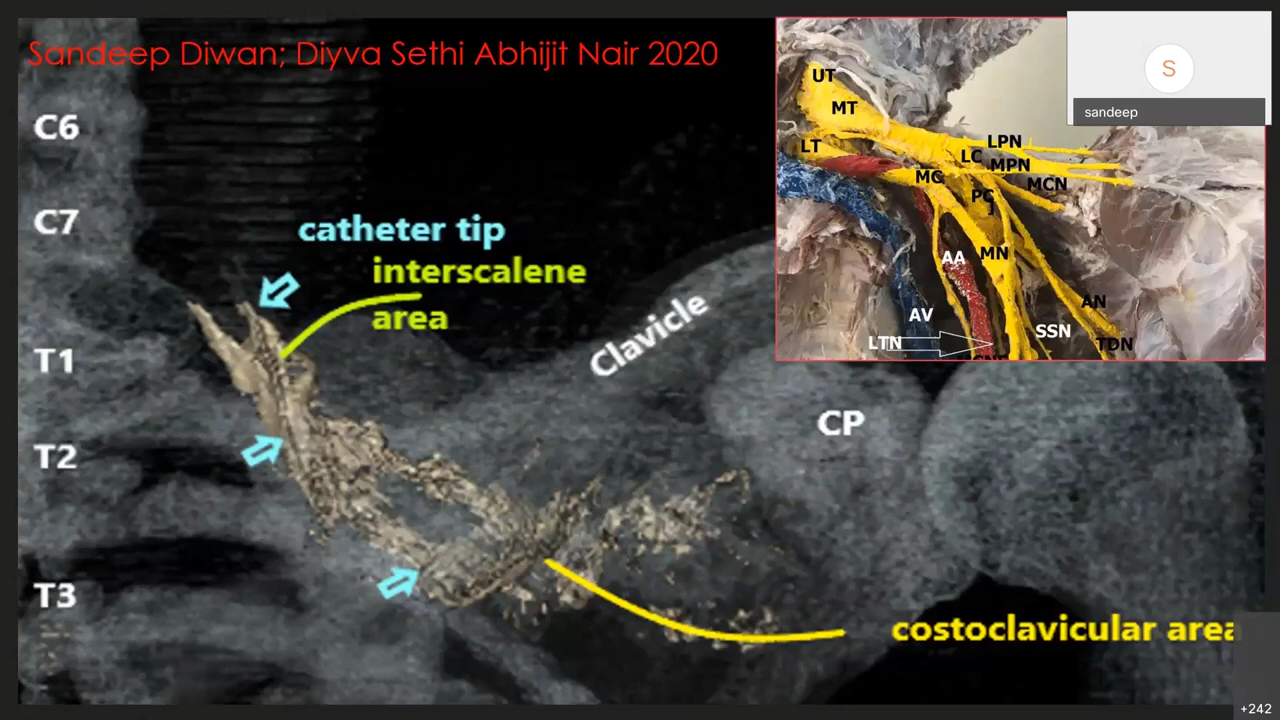 Sandeep Diwan; Diyva Sethi Abhijit Nair 2020
C6
C7
T1
T2
T3
catheter tip
interscalene
area
Clavicle
CP
costoclavicular area
UT
MT
LT
LPN
LC
MPN
MC
MCN
PC
MN
AA
AN
AV
SSN
LTN
TDN
S
sandeep
+242